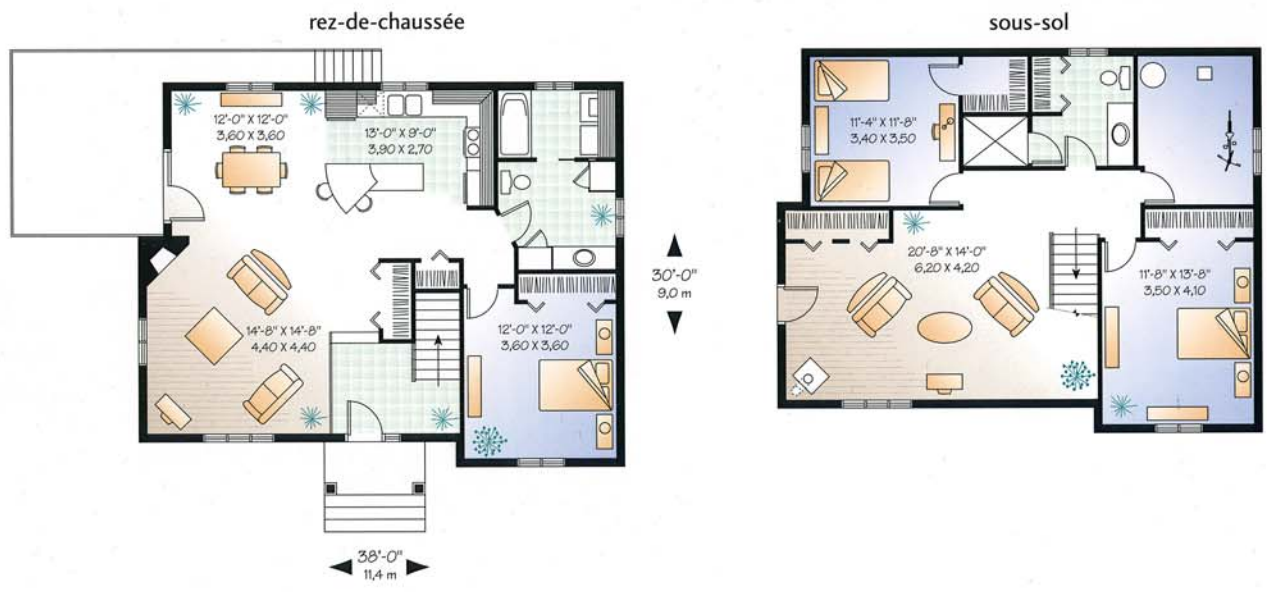 rez-de-chaussée
12'-0" X 12'-0"
3,60 X 3,60
13'-0" X 9'-0"
3,90 X 2,70
14'-8" X 14'-8"
4,40 X 4,40
12'-0" X 12'-0"
3,60 X 3,60
30'-0"
9,0 m
38'-0"
11,4 m
sous-sol
11'-4" X 11'-8"
3,40 X 3,50
20'-8" X 14'-0"
6,20 X 4,20
11'-8" X 13'-8"
3,50 X 4,10